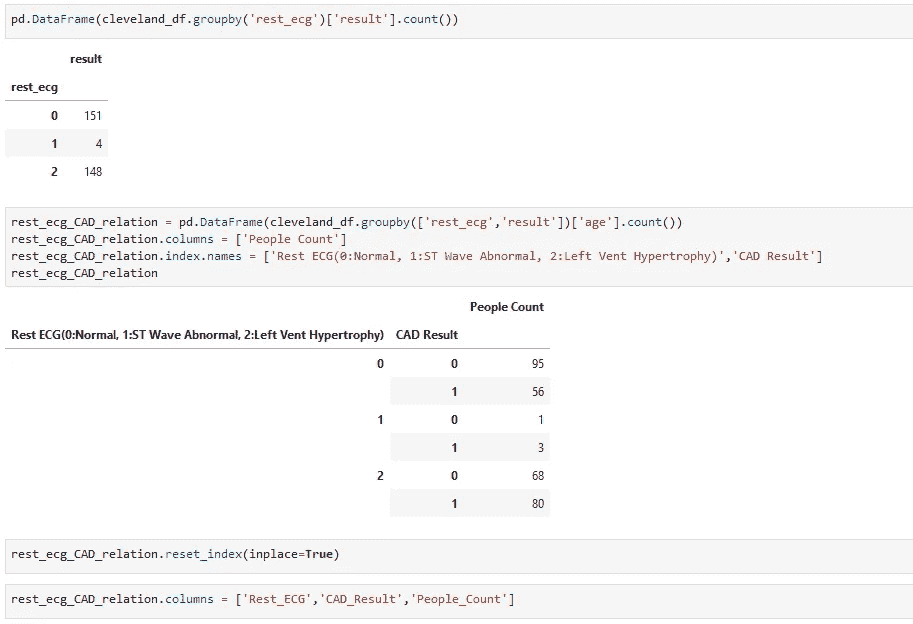 pd.DataFrame(cleveland_df.groupby('rest_ecg')['result'].count())
result
rest_ecg
0 151
1 4
2 148
rest_ecg_CAD_relation = pd.DataFrame(cleveland_df.groupby(['rest_ecg','result'])['age'].count())
rest_ecg_CAD_relation.columns = ['People Count']
rest_ecg_CAD_relation.index.names = ['Rest ECG(0:Normal, 1:ST Wave Abnormal, 2:Left Vent Hypertrophy)','CAD Result']
rest_ecg_CAD_relation
People Count
Rest ECG(0:Normal, 1:ST Wave Abnormal, 2:Left Vent Hypertrophy) CAD Result
0 0 95
1 56
1 0 1
1 3
2 0 68
1 80
rest_ecg_CAD_relation.reset_index(inplace=True)
rest_ecg_CAD_relation.columns = ['Rest_ECG','CAD_Result','People_Count']